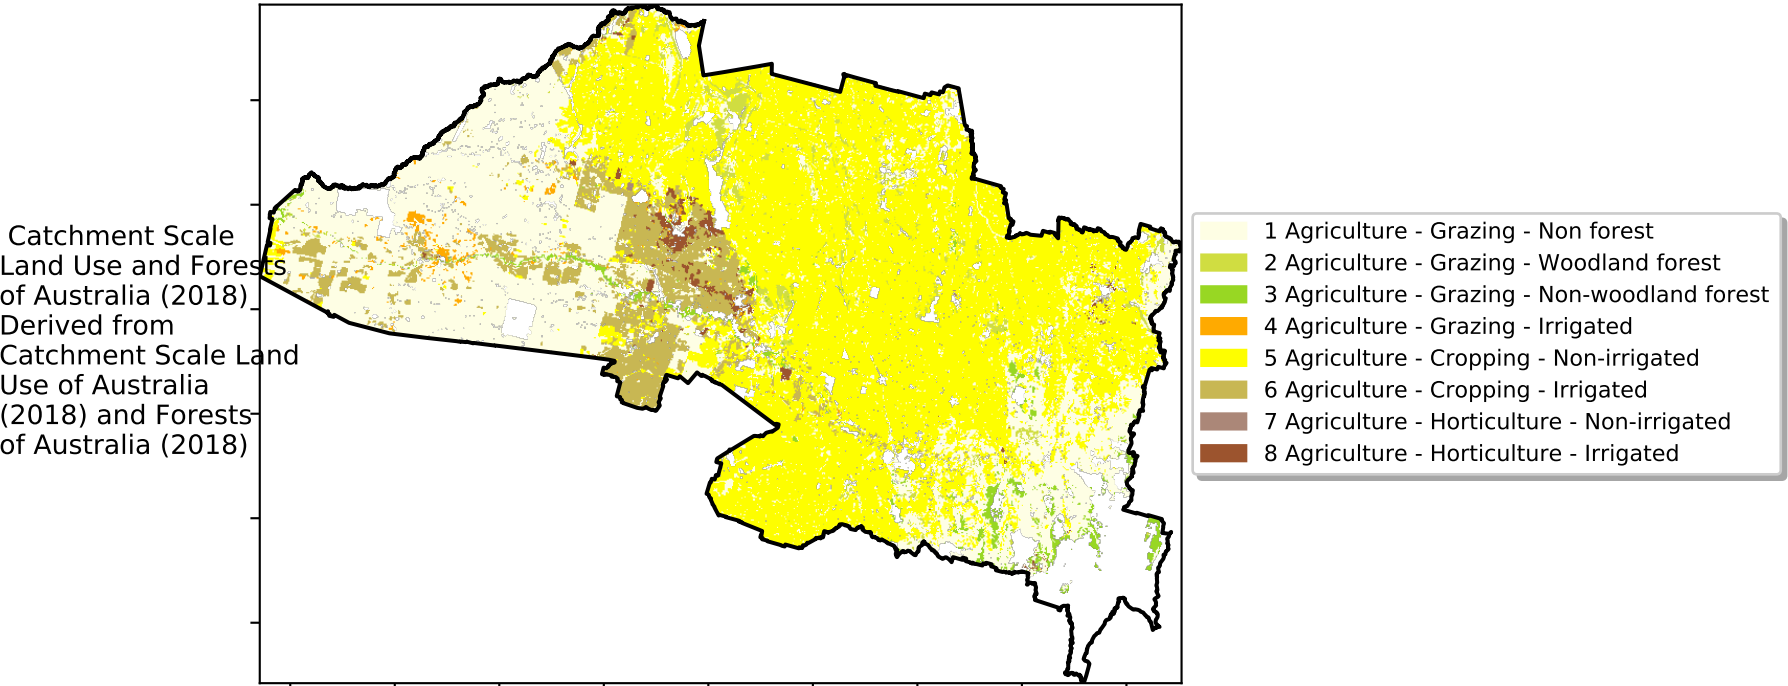 Catchment Scale
Land Use and Forests
of Australia (2018)
Derived from
Catchment Scale Land
Use of Australia
(2018) and Forests
of Australia (2018)
1 Agriculture - Grazing - Non forest
2 Agriculture - Grazing - Woodland forest
3 Agriculture - Grazing - Non-woodland forest
4 Agriculture - Grazing - Irrigated
5 Agriculture - Cropping - Non-irrigated
6 Agriculture - Cropping - Irrigated
7 Agriculture - Horticulture - Non-irrigated
8 Agriculture - Horticulture - Irrigated